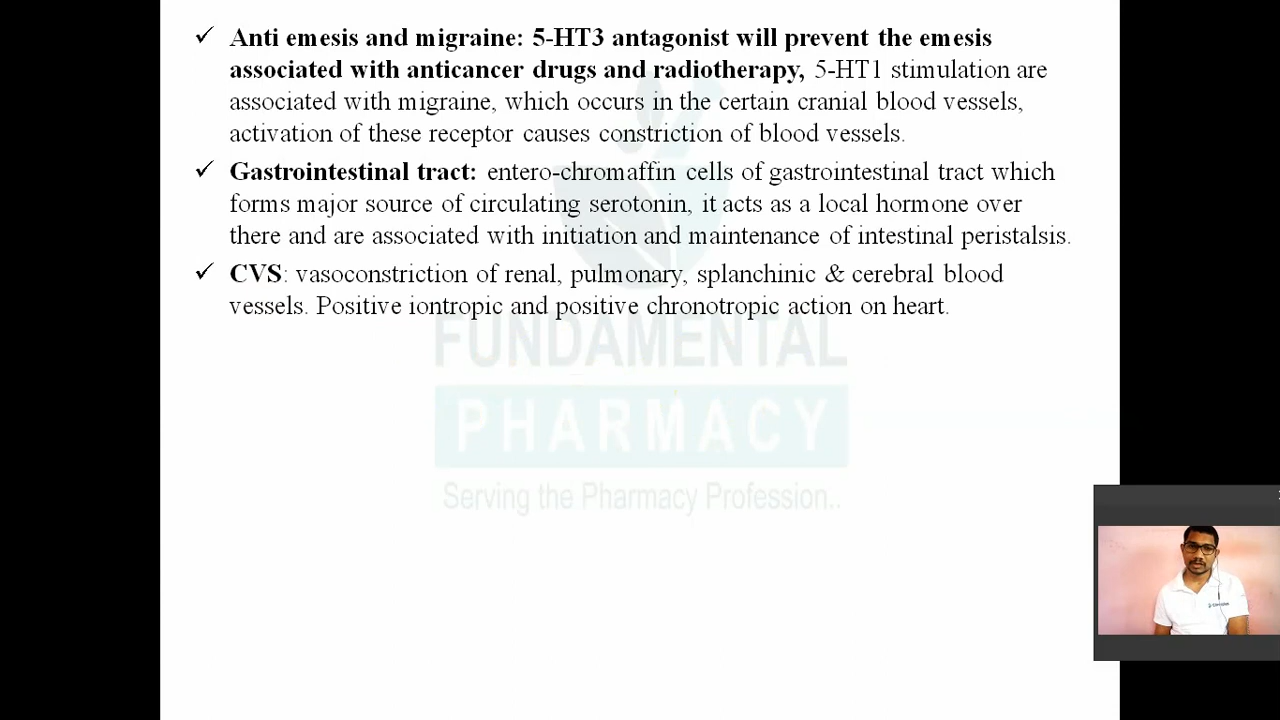 ✓ Anti emesis and migraine: 5-HT3 antagonist will prevent the emesis
associated with anticancer drugs and radiotherapy, 5-HT1 stimulation are
associated with migraine, which occurs in the certain cranial blood vessels,
activation of these receptor causes constriction of blood vessels.
✓ Gastrointestinal tract: entero-chromaffin cells of gastrointestinal tract which
forms major source of circulating serotonin, it acts as a local hormone over
there and are associated with initiation and maintenance of intestinal peristalsis.
✓ CVS: vasoconstriction of renal, pulmonary, splanchinic & cerebral blood
vessels. Positive iontropic and positive chronotropic action on heart.
FUNDAMENTAL
PHARMACY
Serving the Pharmacy Profession..